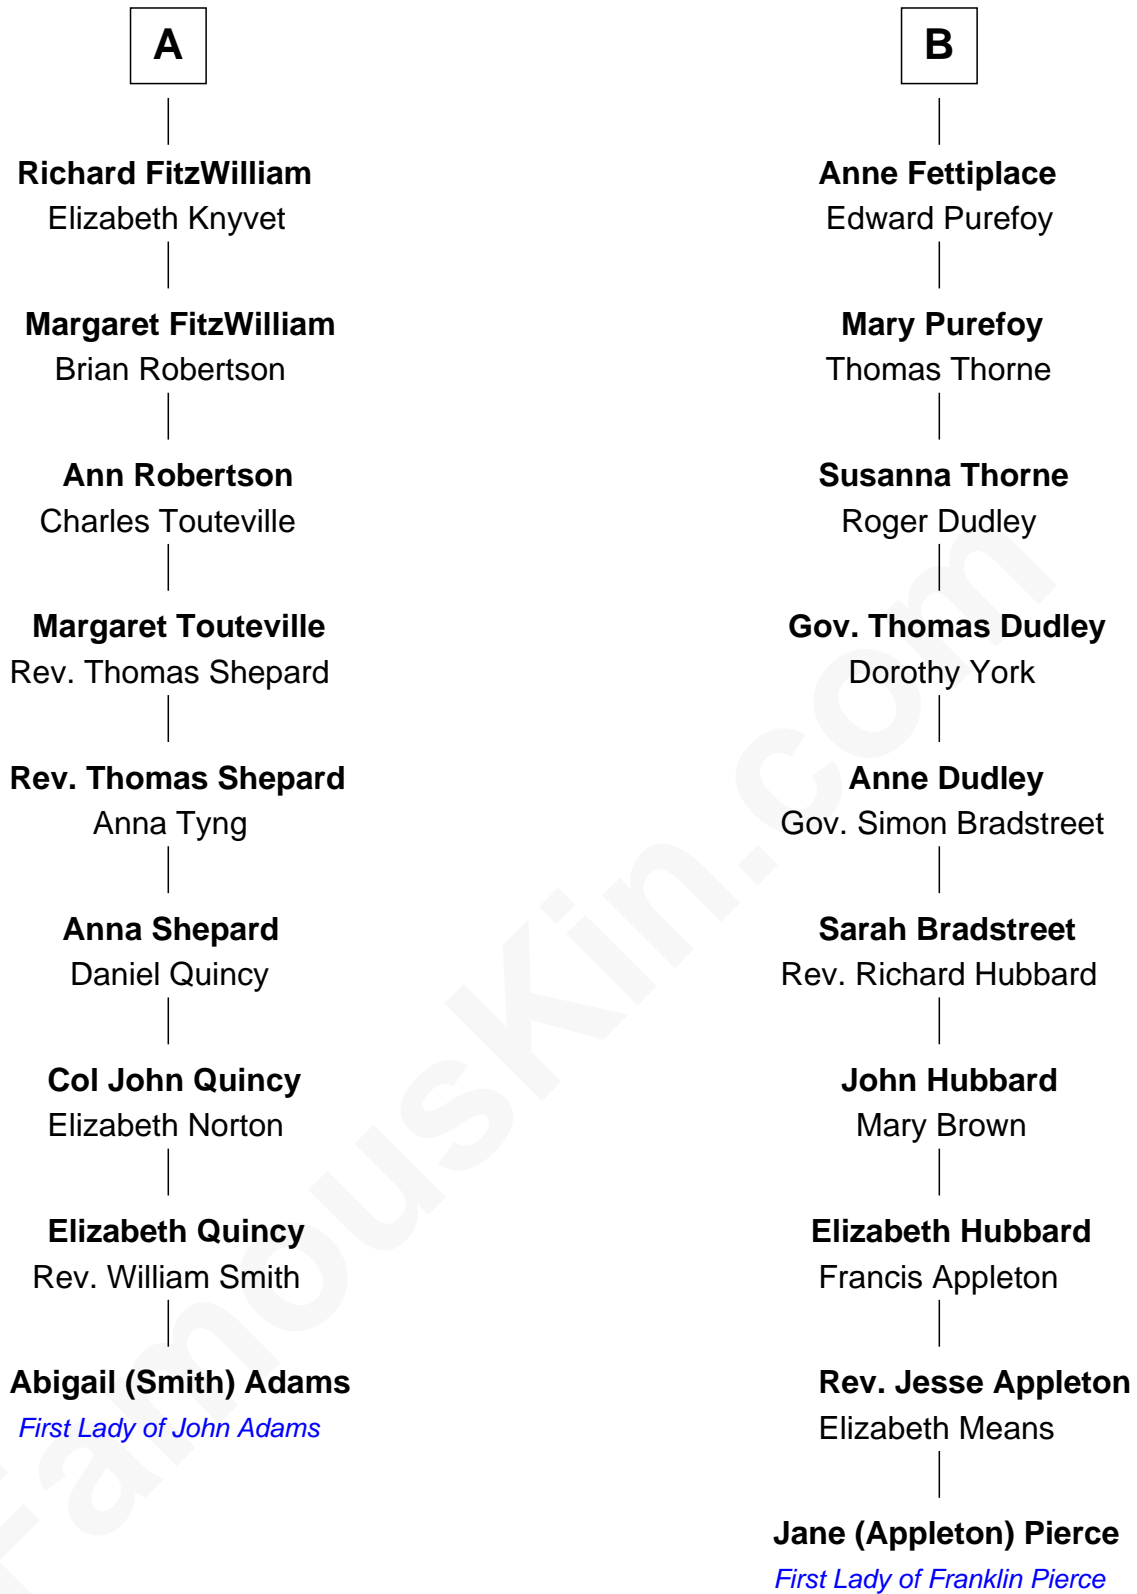 A
Richard FitzWilliam
Elizabeth Knyvet
Margaret FitzWilliam
Brian Robertson
Ann Robertson
Charles Touteville
Margaret Touteville
Rev. Thomas Shepard
Rev. Thomas Shepard
Anna Tyng
Anna Shepard
Daniel Quincy
Col John Quincy
Elizabeth Norton
Elizabeth Quincy
Rev. William Smith
Abigail (Smith) Adams
First Lady of John Adams
B
Anne Fettiplace
Edward Purefoy
Mary Purefoy
Thomas Thorne
Susanna Thorne
Roger Dudley
Gov. Thomas Dudley
Dorothy York
Anne Dudley
Gov. Simon Bradstreet
Sarah Bradstreet
Rev. Richard Hubbard
John Hubbard
Mary Brown
Elizabeth Hubbard
Francis Appleton
Rev. Jesse Appleton
Elizabeth Means
Jane (Appleton) Pierce
First Lady of Franklin Pierce
FamousKin.com